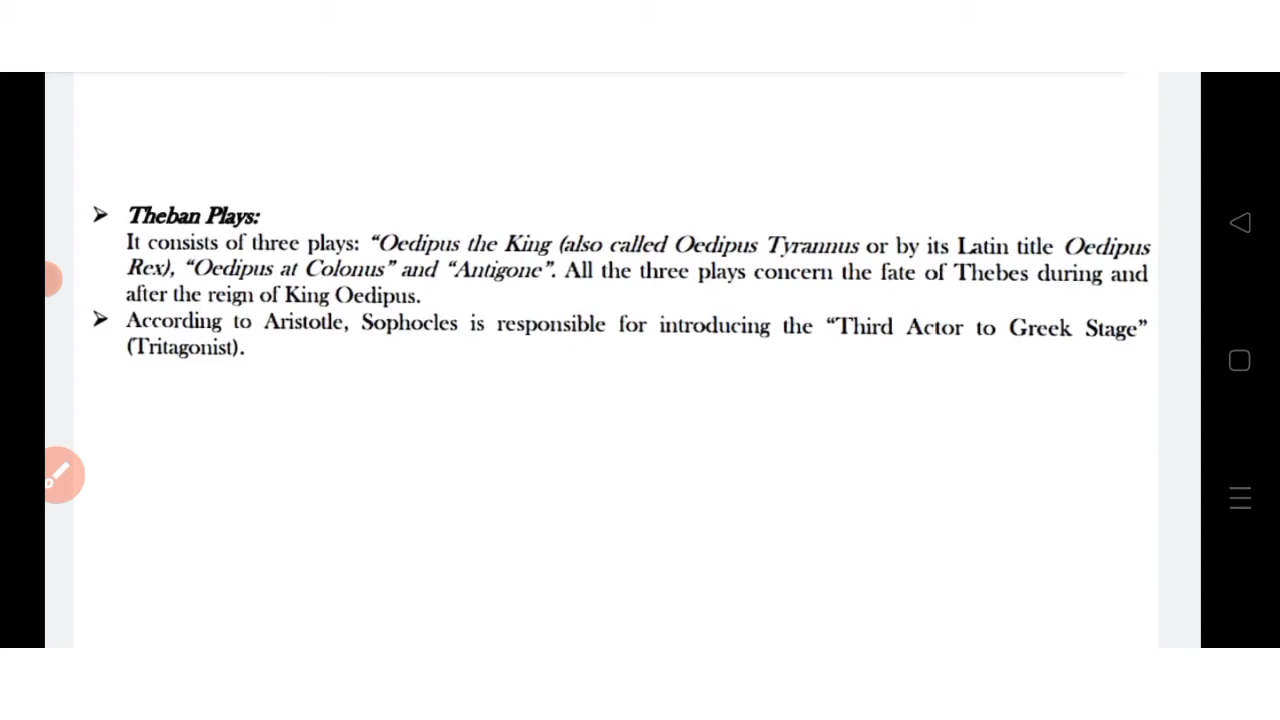 ➤ Theban Plays:
It consists of three plays: “Oedipus the King (also called Oedipus Tyrannus or by its Latin title Oedipus
Rex), “Oedipus at Colonus” and “Antigone”. All the three plays concern the fate of Thebes during and
after the reign of King Oedipus.
➤ According to Aristotle, Sophocles is responsible for introducing the “Third Actor to Greek Stage”
(Tritagonist).